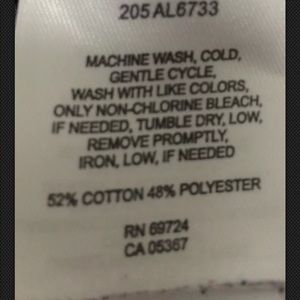 205 AL6733
MACHINE WASH, COLD,
GENTLE CYCLE,
WASH WITH LIKE COLORS,
ONLY NON-CHLORINE BLEACH,
IF NEEDED, TUMBLE DRY, LOW,
REMOVE PROMPTLY,
IRON, LOW, IF NEEDED
52% COTTON 48% POLYESTER
RN 69724
CA 05367